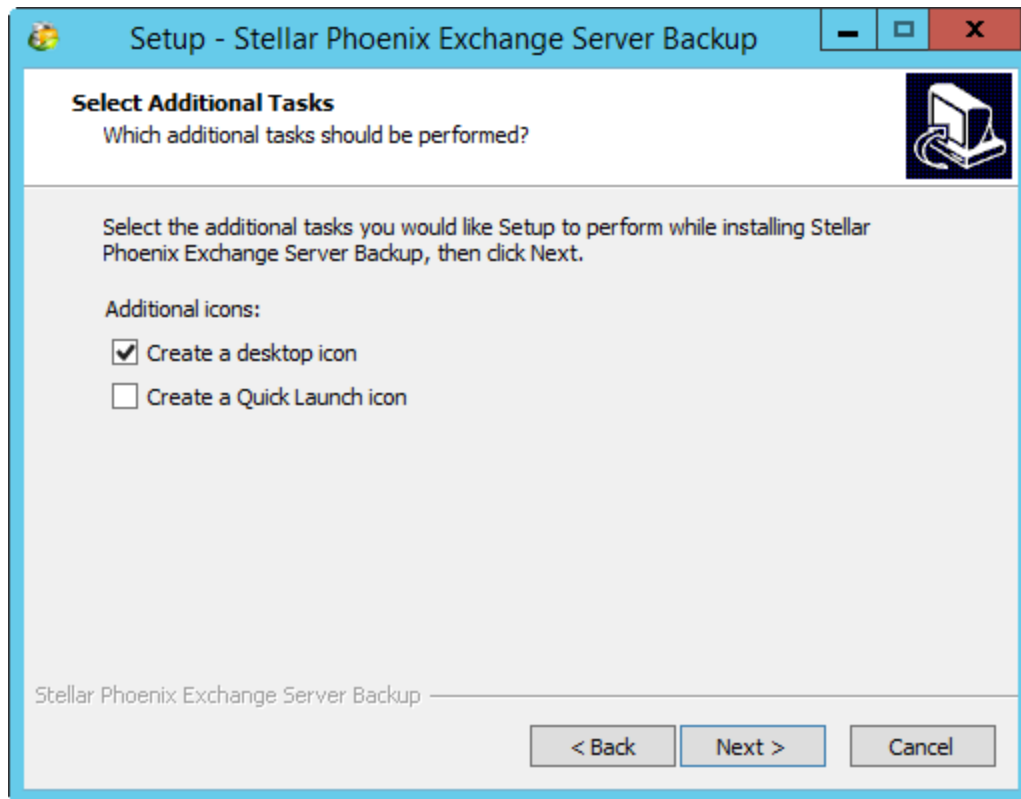 Setup - Stellar Phoenix Exchange Server Backup
Select Additional Tasks
Which additional tasks should be performed?
Select the additional tasks you would like Setup to perform while installing Stellar
Phoenix Exchange Server Backup, then click Next.
Additional icons:
Create a desktop icon
Create a Quick Launch icon
Stellar Phoenix Exchange Server Backup
< Back Next > Cancel